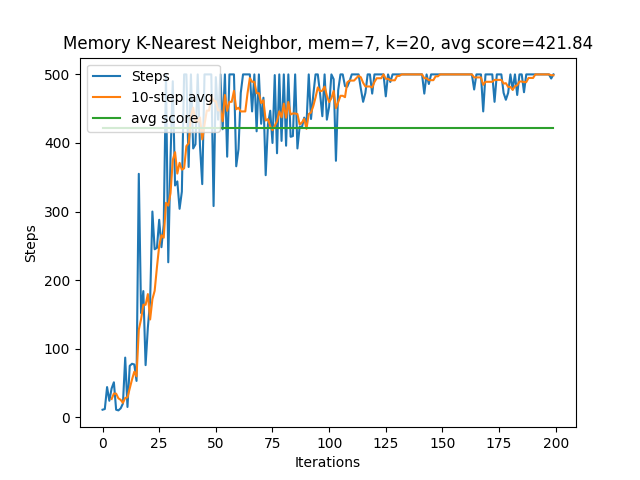 Memory K-Nearest Neighbor, mem=7, k=20, avg score=421.84
Steps
10-step avg
avg score
500
400
300
200
100
0
Steps
0 25 50 75 100 125 150 175 200
Iterations